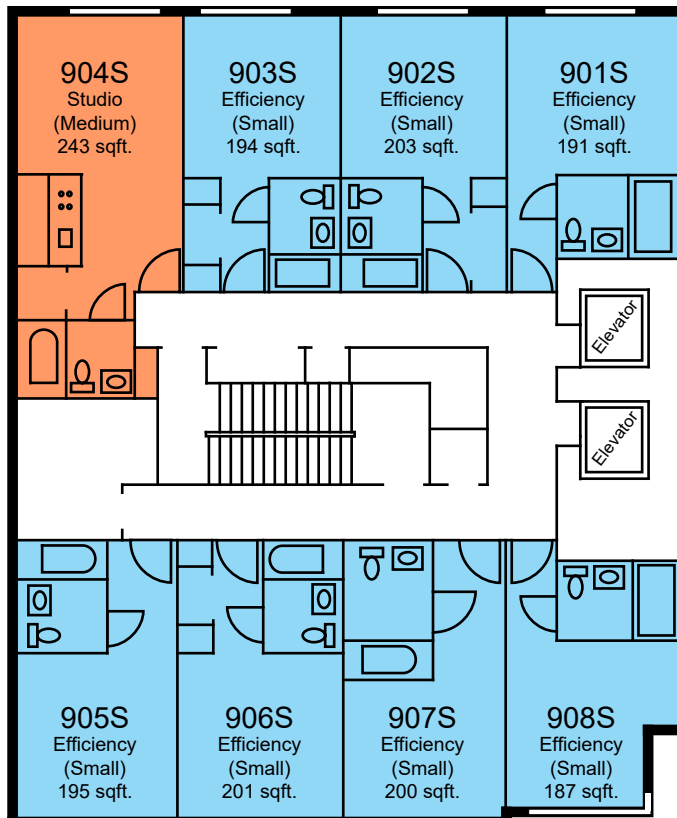 904S
Studio
(Medium)
243 sqft.
903S
Efficiency
(Small)
194 sqft.
902S
Efficiency
(Small)
203 sqft.
901S
Efficiency
(Small)
191 sqft.
Elevator
Elevator
905S
Efficiency
(Small)
195 sqft.
906S
Efficiency
(Small)
201 sqft.
907S
Efficiency
(Small)
200 sqft.
908S
Efficiency
(Small)
187 sqft.